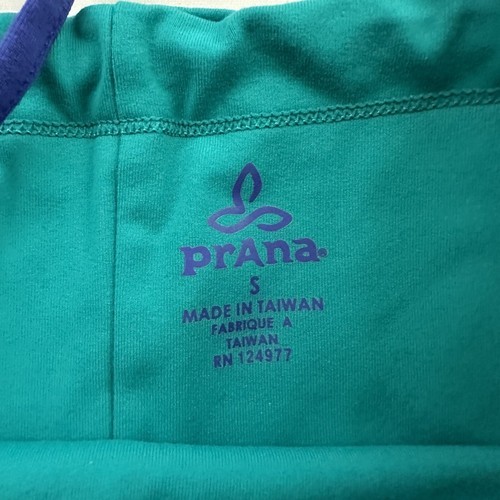 prAna
S
MADE IN TAIWAN
FABRIQUE A
TAIWAN
RN 124977